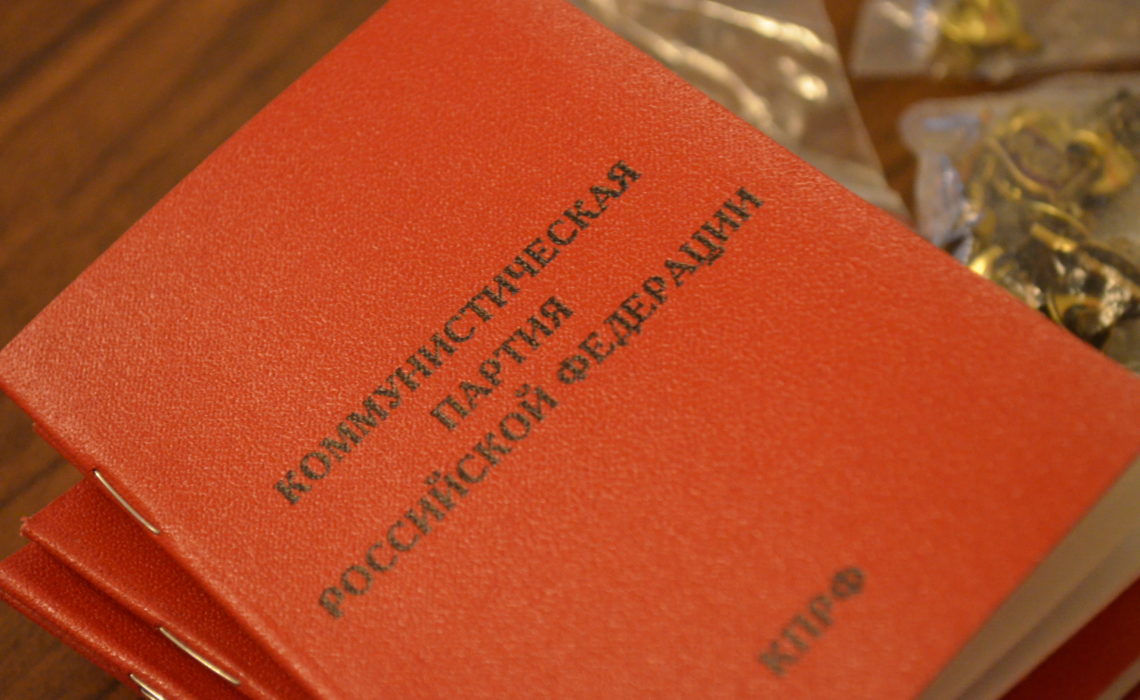 КОММУНИСТИЧЕСКАЯ
ПАРТИЯ
РОССИЙСКОЙ ФЕДЕРАЦИИ
КПРФ